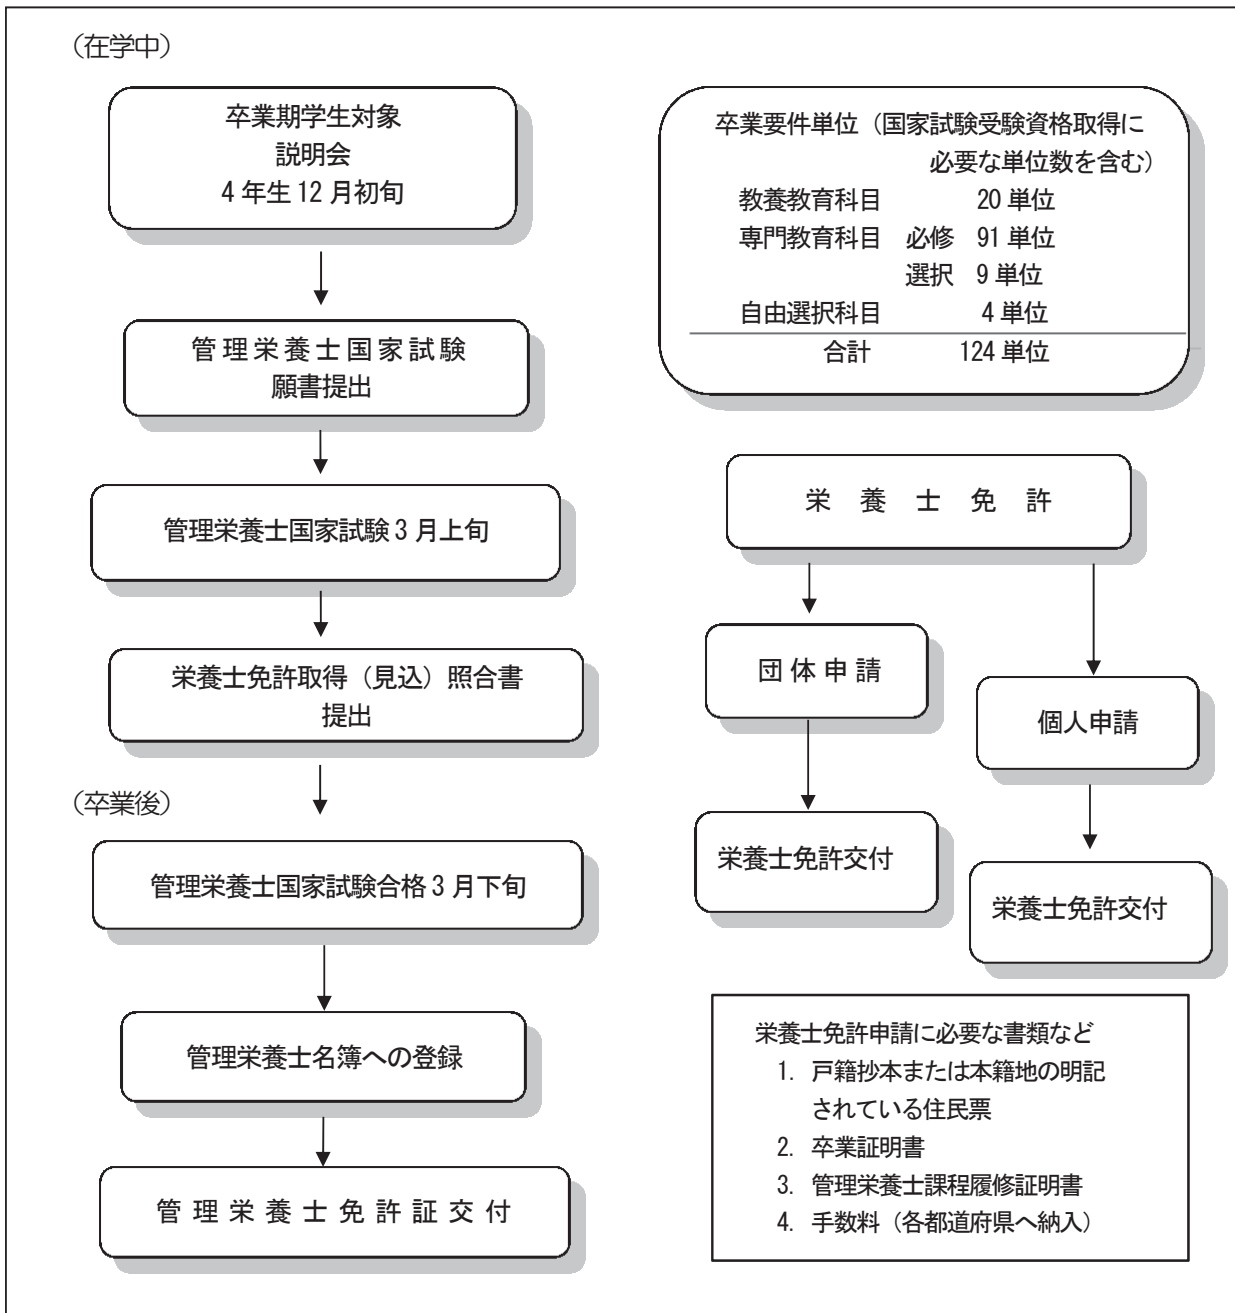 （在学中）
卒業期学生対象
説明会
4年生12月初旬
管理栄養士国家試験
願書提出
管理栄養士国家試験3月上旬
栄養士免許取得（見込）照合書
提出
（卒業後）
管理栄養士国家試験合格3月下旬
管理栄養士名簿への登録
管理栄養士免許証交付
卒業要件単位（国家試験受験資格取得に
必要な単位数を含む）
教養教育科目 20単位
専門教育科目 必修 91単位
選択 9単位
自由選択科目 4単位
合計 124単位
栄養士免許
団体申請
個人申請
栄養士免許交付
栄養士免許交付
栄養士免許申請に必要な書類など
1. 戸籍抄本または本籍地の明記
されている住民票
2. 卒業証明書
3. 管理栄養士課程履修証明書
4. 手数料（各都道府県へ納入）